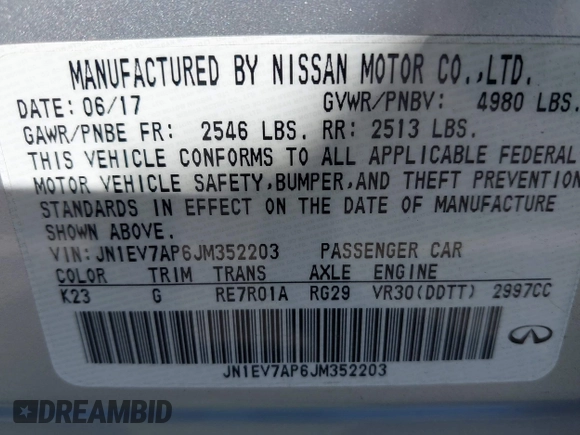 MANUFACTURED BY NISSAN MOTOR CO.,LTD.
DATE: 06/17 GVWR/PNBV: 4980 LBS.
GAWR/PNBE FR: 2546 LBS. RR: 2513 LBS.
THIS VEHICLE CONFORMS TO ALL APPLICABLE FEDERAL
MOTOR VEHICLE SAFETY,BUMPER,AND THEFT PREVENTION
STANDARDS IN EFFECT ON THE DATE OF MANUFACTURE
SHOWN ABOVE.
VIN: JN1EV7AP6JM352203 PASSENGER CAR
COLOR TRIM TRANS AXLE ENGINE
K23 G RE7R01A RG29 VR30(DDTT) 2997CC
JN1EV7AP6JM352203
DREAMBID